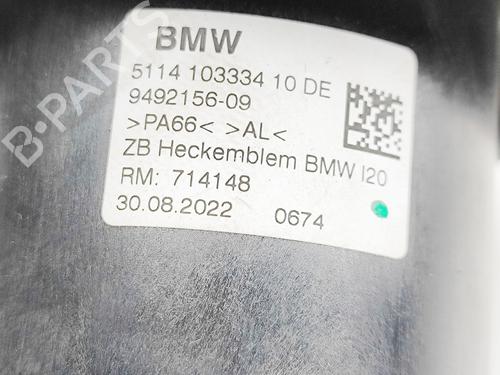 BMW
5114 103334 10 DE
9492156-09
>PA66< >AL<
ZB Heckemblem BMW I20
RM: 714148
30.08.2022 0674
B-PARTS